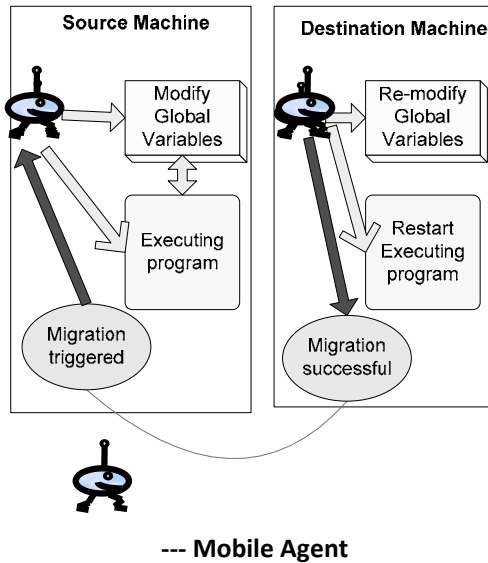 Source Machine
Modify
Global
Variables
Executing
program
Migration
triggered
Destination Machine
Re-modify
Global
Variables
Restart
Executing
program
Migration
successful
--- Mobile Agent